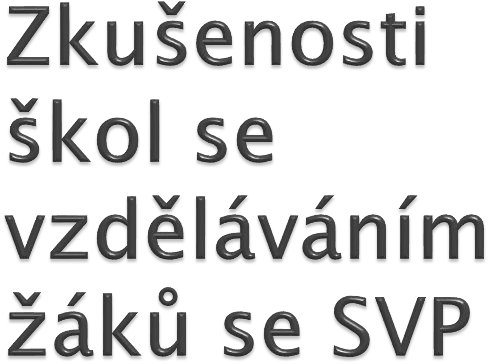 Zkušenosti
škol se
vzděláváním
žáků se SVP